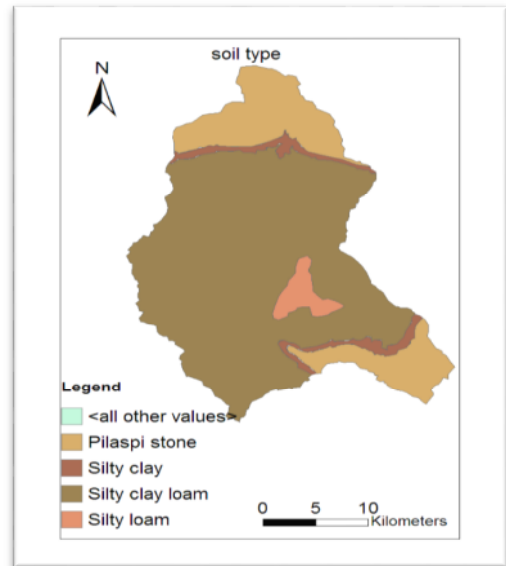 soil type
N
Legend
<all other values>
Pilaspi stone
Silty clay
Silty clay loam
Silty loam
0 5 10
Kilometers